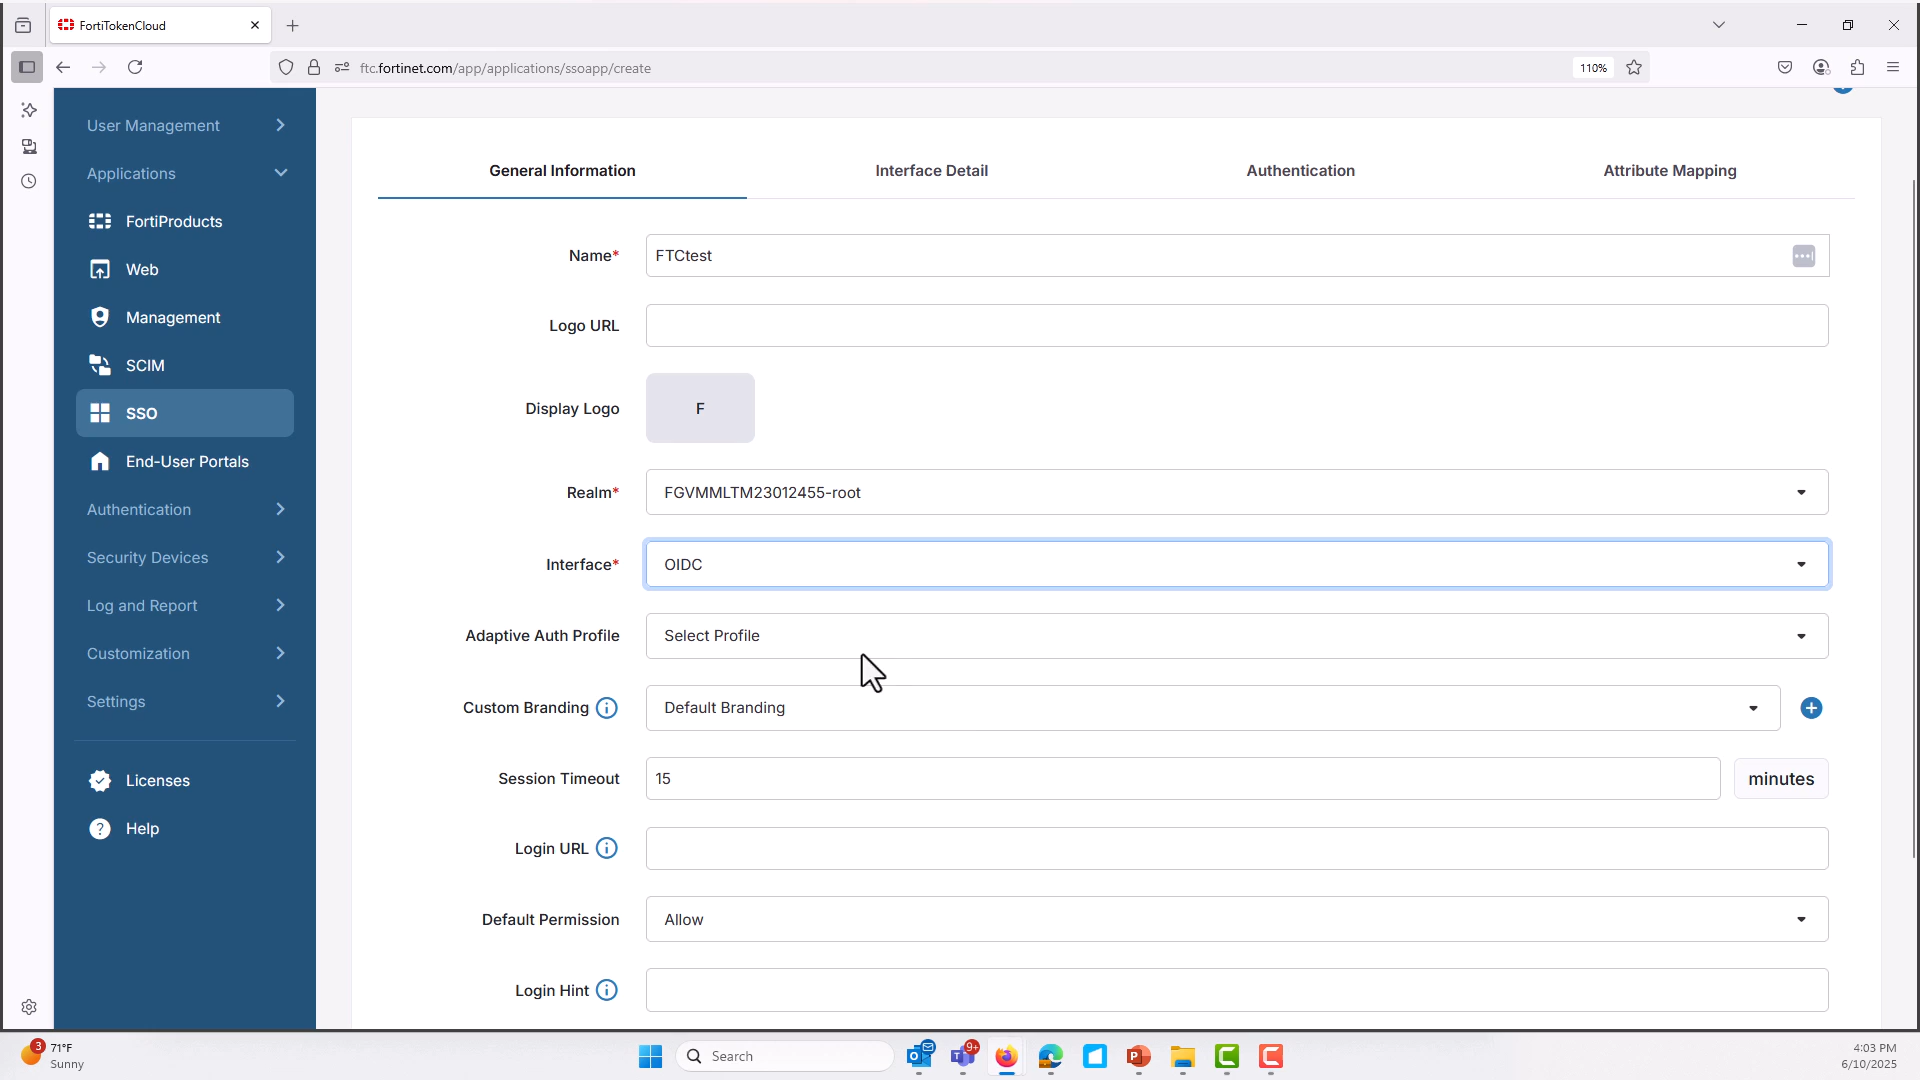 FortiTokenCloud
ftc.fortinet.com/app/applications/ssoapp/create
110%
User Management
Applications
FortiProducts
Web
Management
SCIM
SSO
End-User Portals
Authentication
Security Devices
Log and Report
Customization
Settings
Licenses
Help
General Information
Interface Detail
Authentication
Attribute Mapping
Name*
FTCtest
Logo URL
Display Logo
F
Realm*
FGVMMLTM23012455-root
Interface*
OIDC
Adaptive Auth Profile
Select Profile
Custom Branding
Default Branding
Session Timeout
15
minutes
Login URL
Default Permission
Allow
Login Hint
3
71°F
Sunny
Search
9+
4:03 PM
6/10/2025